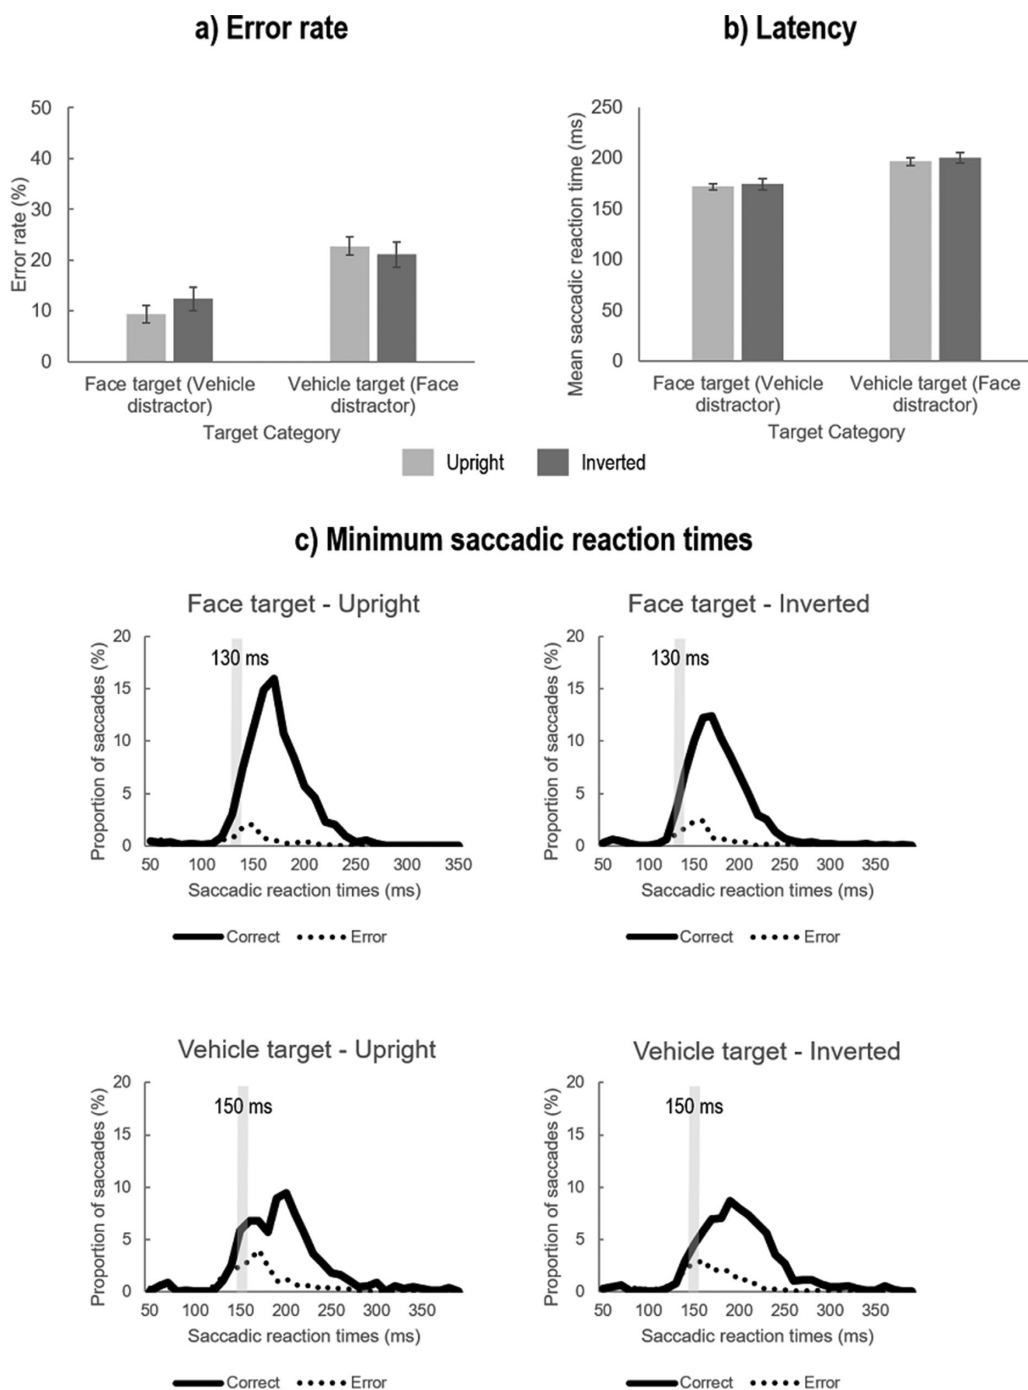 a) Error rate
b) Latency
Error rate (%)
50
40
30
20
10
0
Face target (Vehicle
distractor)
Vehicle target (Face
distractor)
Target Category
Mean saccadic reaction time (ms)
250
200
150
100
50
0
Face target (Vehicle
distractor)
Vehicle target (Face
distractor)
Target Category
Upright
Inverted
c) Minimum saccadic reaction times
Face target - Upright
Proportion of saccades (%)
20
15
10
5
0
130 ms
50 100 150 200 250 300 350
Saccadic reaction times (ms)
Correct Error
Face target - Inverted
Proportion of saccades (%)
20
15
10
5
0
130 ms
50 100 150 200 250 300 350
Saccadic reaction times (ms)
Correct Error
Vehicle target - Upright
Proportion of saccades (%)
20
15
10
5
0
150 ms
50 100 150 200 250 300 350
Saccadic reaction times (ms)
Correct Error
Vehicle target - Inverted
Proportion of saccades (%)
20
15
10
5
0
150 ms
50 100 150 200 250 300 350
Saccadic reaction times (ms)
Correct Error